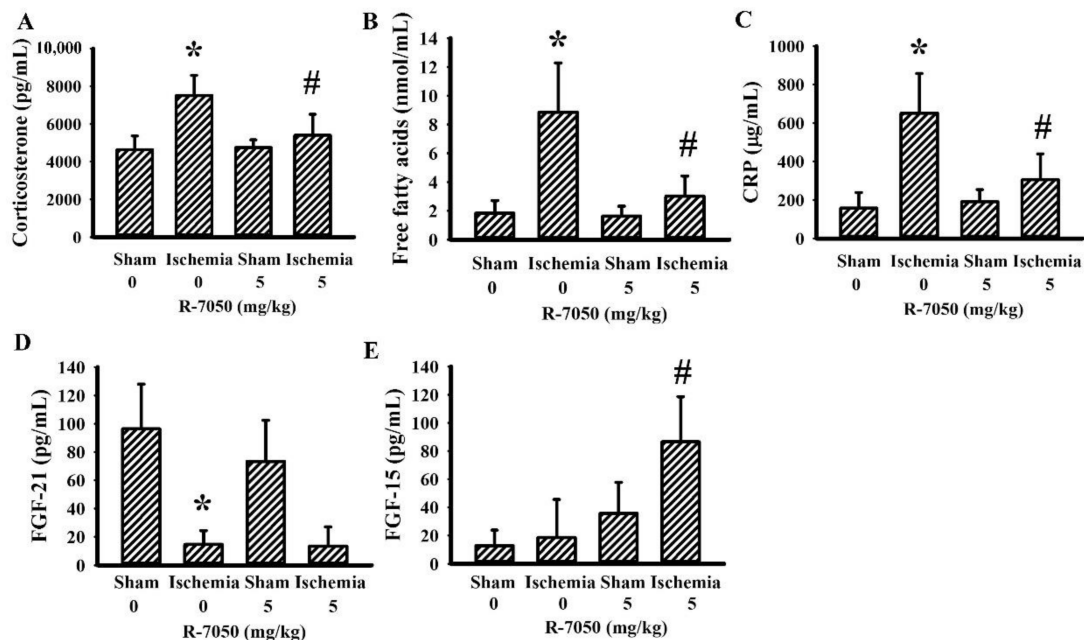 A
Corticosterone (pg/mL)
10,000
8000
6000
4000
2000
0
*
#
Sham Ischemia Sham Ischemia
0 0 5 5
R-7050 (mg/kg)
B
Free fatty acids (nmol/mL)
14
12
10
8
6
4
2
0
*
#
Sham Ischemia Sham Ischemia
0 0 5 5
R-7050 (mg/kg)
C
CRP (μg/mL)
1000
800
600
400
200
0
*
#
Sham Ischemia Sham Ischemia
0 0 5 5
R-7050 (mg/kg)
D
FGF-21 (pg/mL)
140
120
100
80
60
40
20
0
*
Sham Ischemia Sham Ischemia
0 0 5 5
R-7050 (mg/kg)
E
FGF-15 (pg/mL)
140
120
100
80
60
40
20
0
#
Sham Ischemia Sham Ischemia
0 0 5 5
R-7050 (mg/kg)